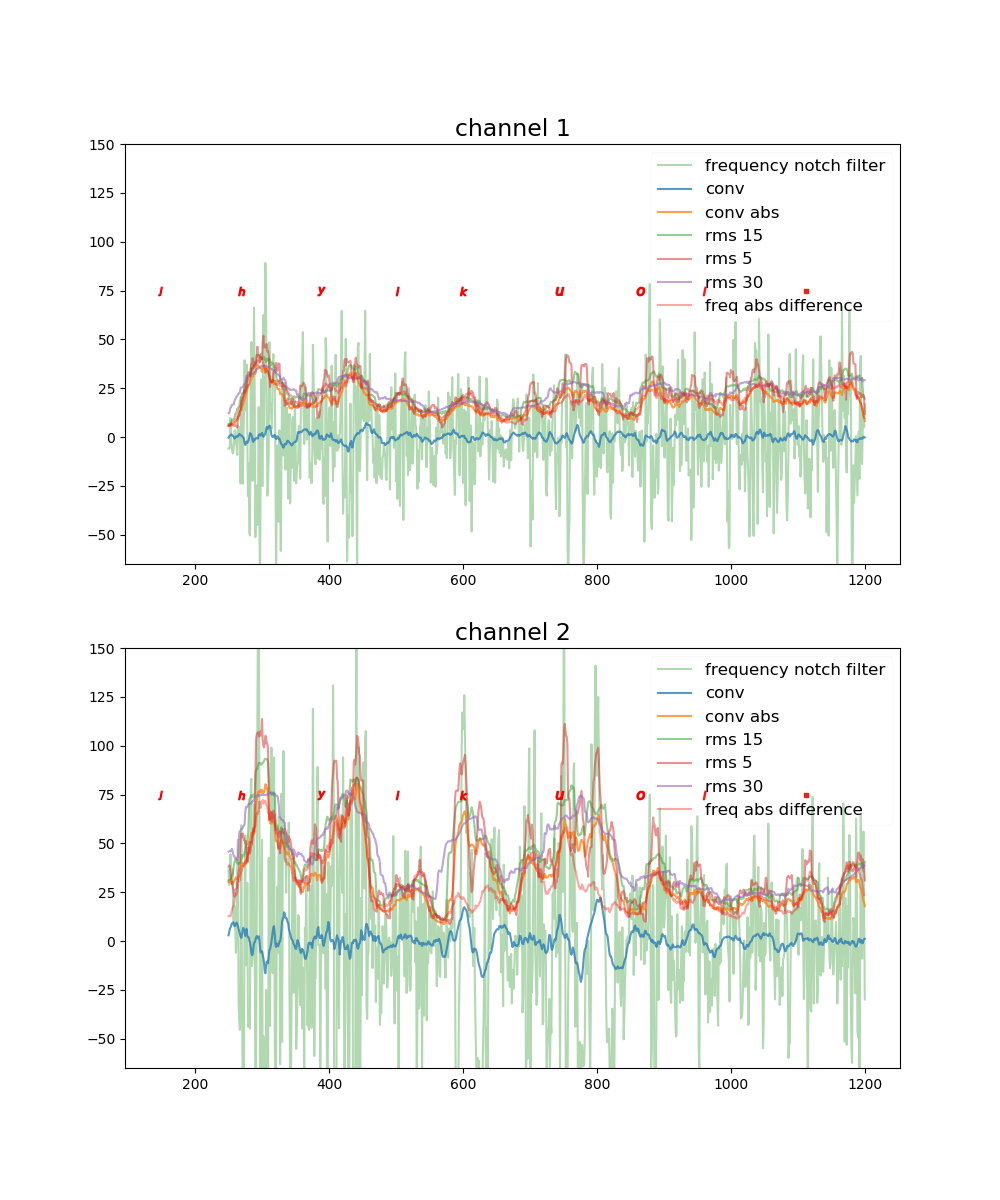 channel 1
150
125
100
75
50
25
0
−25
−50
frequency notch filter
conv
conv abs
rms 15
rms 5
rms 30
freq abs difference
J h y l k u o l .
200 400 600 800 1000 1200
channel 2
150
125
100
75
50
25
0
−25
−50
frequency notch filter
conv
conv abs
rms 15
rms 5
rms 30
freq abs difference
J h y l k u o l .
200 400 600 800 1000 1200